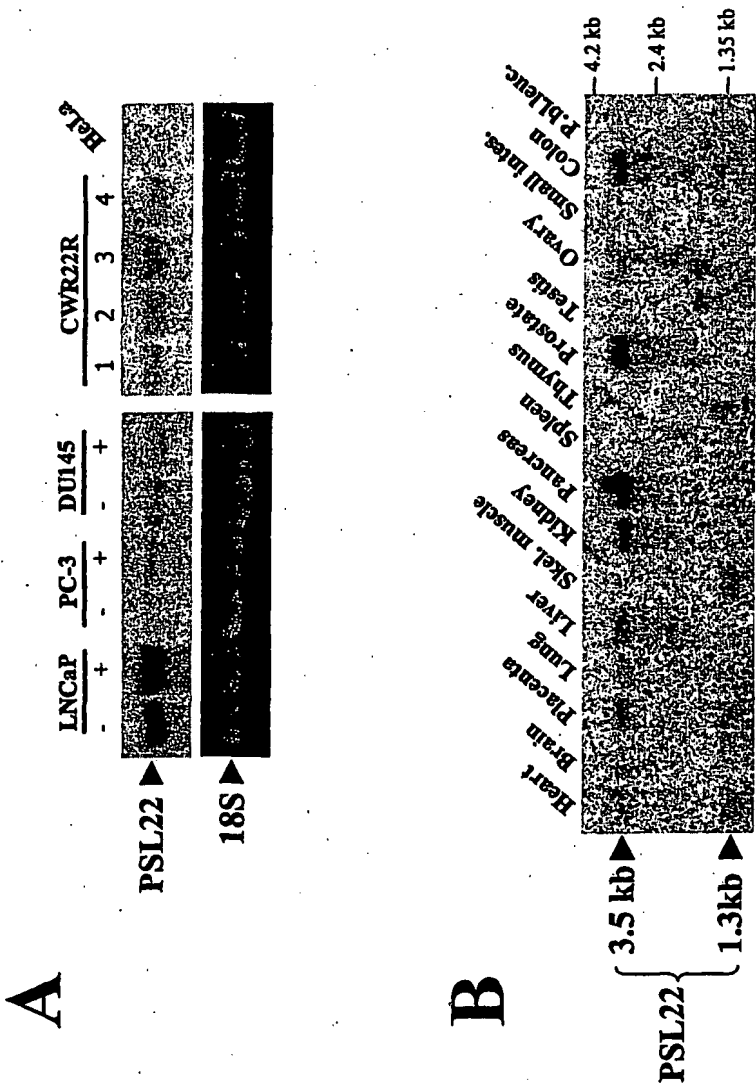 A
LNCaP PC-3 DU145 CWR22R
- + - + - + 1 2 3 4 HeLa
PSL22
18S
B
Heart Brain Placenta Lung Liver Skel. muscle Kidney Pancreas Spleen Thymus Prostate Testis Ovary Small intes. Colon P.bl.leuc.
3.5 kb
1.3kb
PSL22
4.2 kb
2.4 kb
1.35 kb